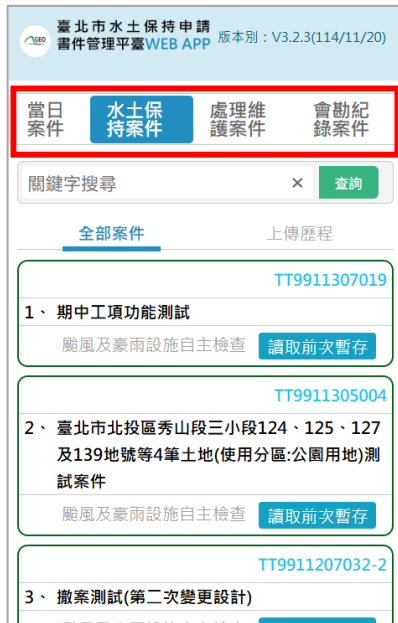 AGEO
臺北市水土保持申請
書件管理平臺WEB APP
版本別：V3.2.3(114/11/20)
當日
案件
水土保
持案件
處理維
護案件
會勘紀
錄案件
關鍵字搜尋
×
查詢
全部案件
上傳歷程
TT9911307019
1、 期中工項功能測試
颱風及豪雨設施自主檢查 讀取前次暫存
TT9911305004
2、 臺北市北投區秀山段三小段124、125、127
及139地號等4筆土地(使用分區:公園用地)測
試案件
颱風及豪雨設施自主檢查 讀取前次暫存
TT9911207032-2
3、 撤案測試(第二次變更設計)